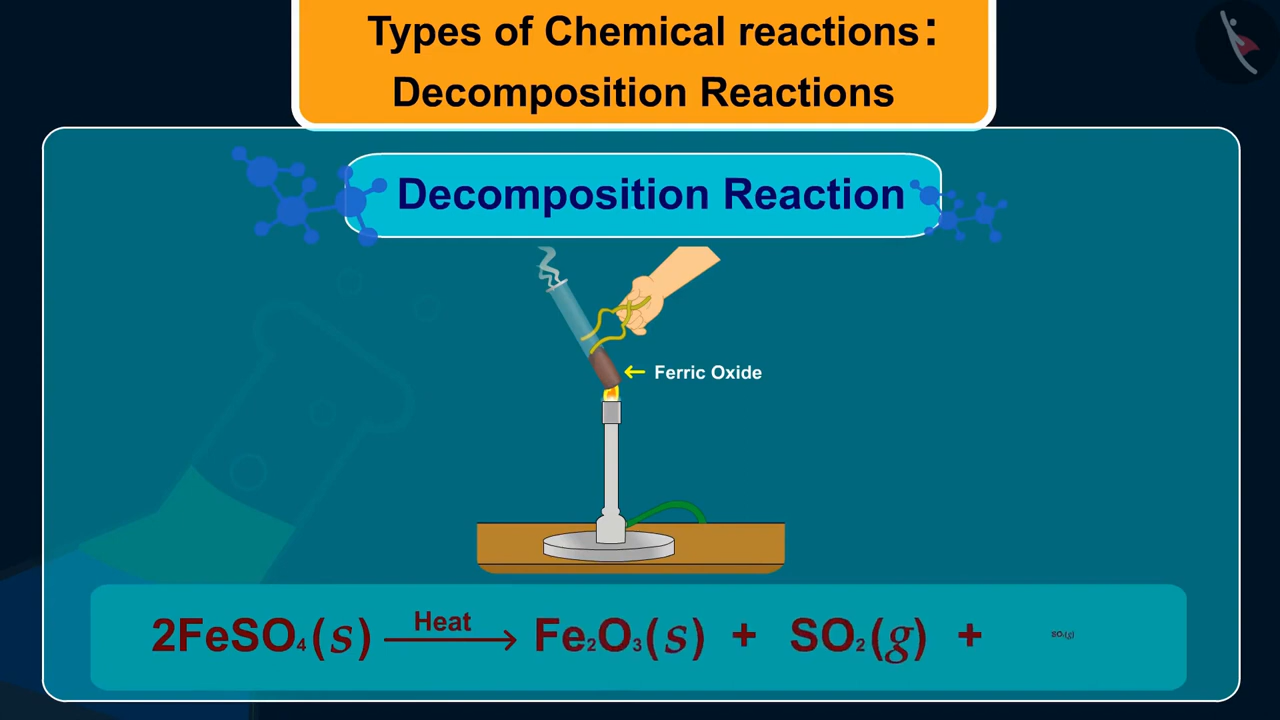 Types of Chemical reactions:
Decomposition Reactions
Decomposition Reaction
Ferric Oxide
Heat
2FeSO₄(s) ⟶ Fe₂O₃(s) + SO₂(g) +